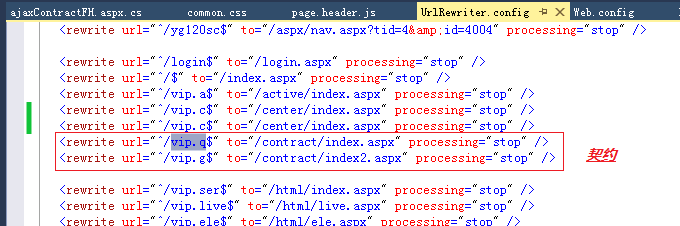 ajaxContractFH.aspx.cs common.css page.header.js UrlRewriter.config Web.config
<rewrite url="^/yg120sc$" to="/aspx/nav.aspx?tid=4&amp;id=4004" processing="stop" />
<rewrite url="^/login$" to="/login.aspx" processing="stop" />
<rewrite url="^/$" to="/index.aspx" processing="stop" />
<rewrite url="^/vip.a$" to="/active/index.aspx" processing="stop" />
<rewrite url="^/vip.c$" to="/center/index.aspx" processing="stop" />
<rewrite url="^/vip.c$" to="/center/index.aspx" processing="stop" />
<rewrite url="^/vip.q$" to="/contract/index.aspx" processing="stop" />
<rewrite url="^/vip.g$" to="/contract/index2.aspx" processing="stop" />
契约
<rewrite url="^/vip.ser$" to="/html/index.aspx" processing="stop" />
<rewrite url="^/vip.live$" to="/html/live.aspx" processing="stop" />
<rewrite url="^/vip.ele$" to="/html/ele.aspx" processing="stop" />